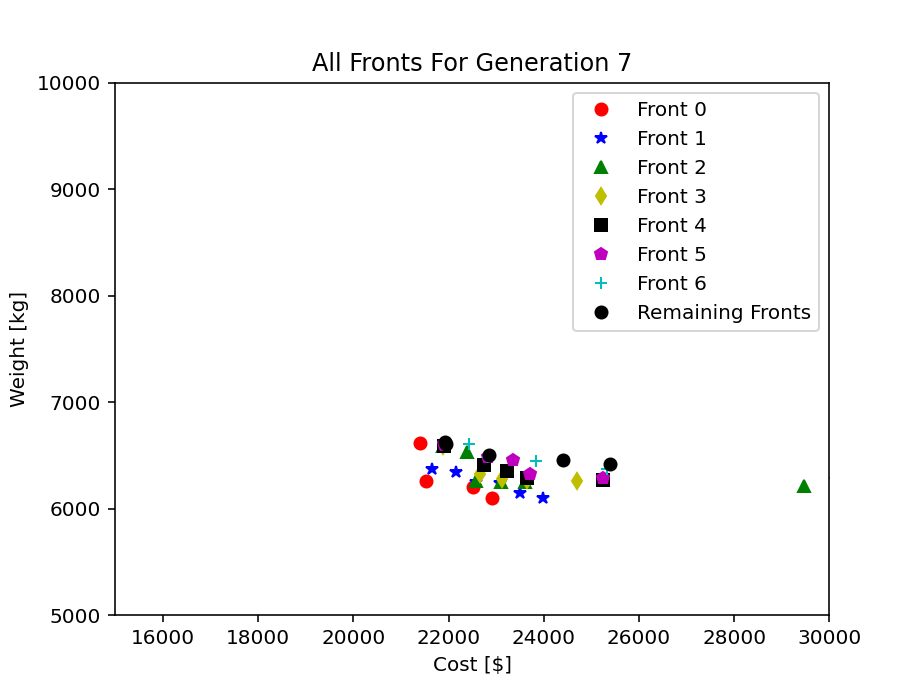 All Fronts For Generation 7
10000
9000
8000
7000
6000
5000
Weight [kg]
Front 0
Front 1
Front 2
Front 3
Front 4
Front 5
Front 6
Remaining Fronts
16000 18000 20000 22000 24000 26000 28000 30000
Cost [$]